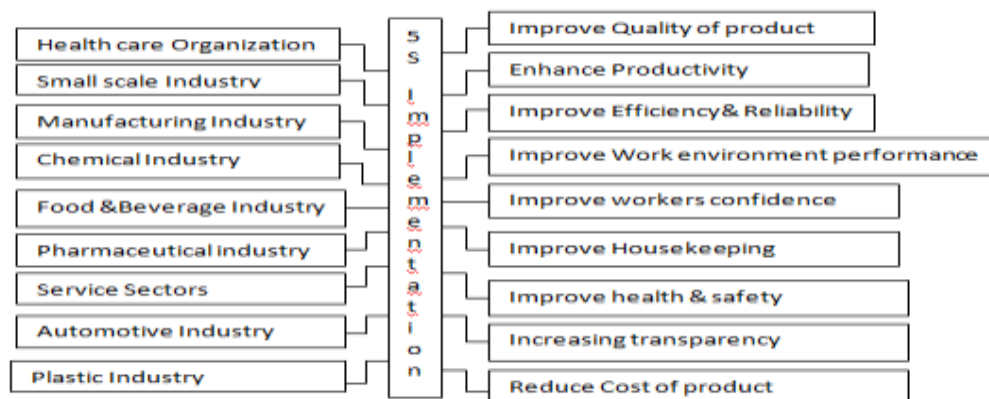 Health care Organization
Small scale Industry
Manufacturing Industry
Chemical Industry
Food &Beverage Industry
Pharmaceutical industry
Service Sectors
Automotive Industry
Plastic Industry
5S Implementation
Improve Quality of product
Enhance Productivity
Improve Efficiency& Reliability
Improve Work environment performance
Improve workers confidence
Improve Housekeeping
Improve health & safety
Increasing transparency
Reduce Cost of product